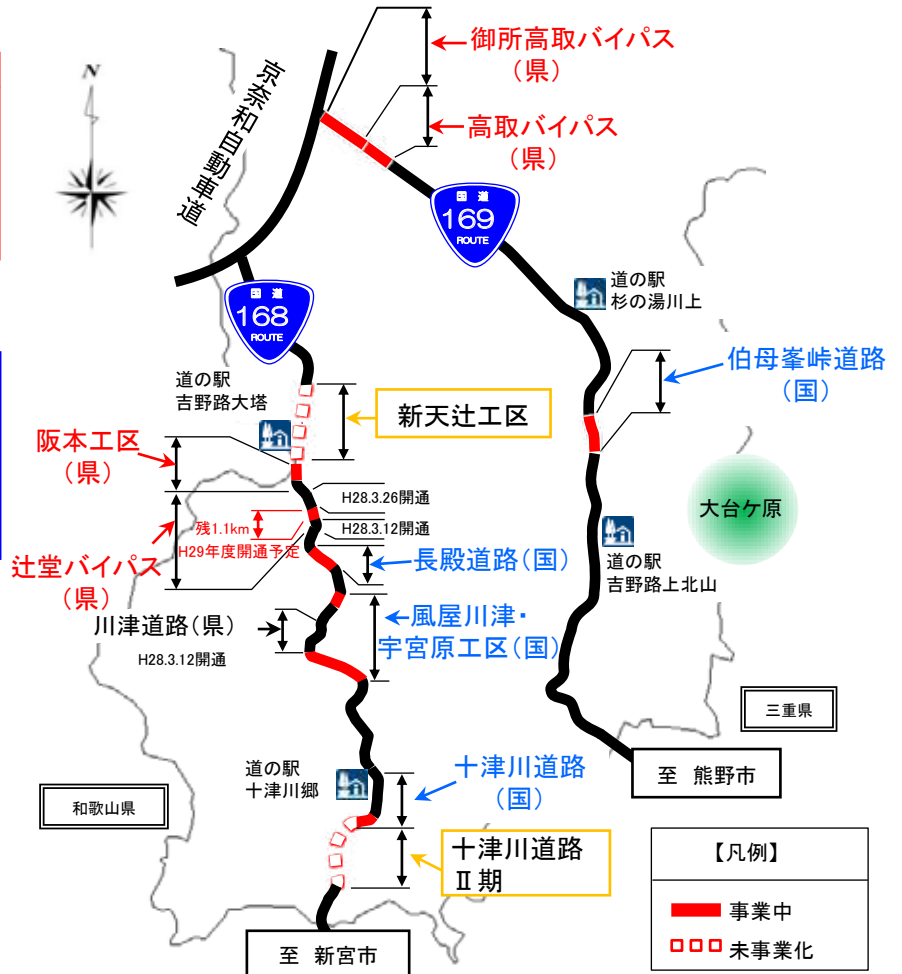 御所高取バイパス
（県）
高取バイパス
（県）
N
京奈和自動車道
国道
169
ROUTE
道の駅
杉の湯川上
国道
168
ROUTE
伯母峯峠道路
（国）
道の駅
吉野路大塔
新天辻工区
阪本工区
（県）
大台ケ原
H28.3.26開通
残1.1km
H28.3.12開通
H29年度開通予定
長殿道路（国）
道の駅
吉野路上北山
辻堂バイパス
（県）
川津道路（県）
H28.3.12開通
風屋川津・
宇宮原工区（国）
三重県
至 熊野市
道の駅
十津川郷
十津川道路
（国）
和歌山県
十津川道路
Ⅱ期
【凡例】
事業中
未事業化
至 新宮市